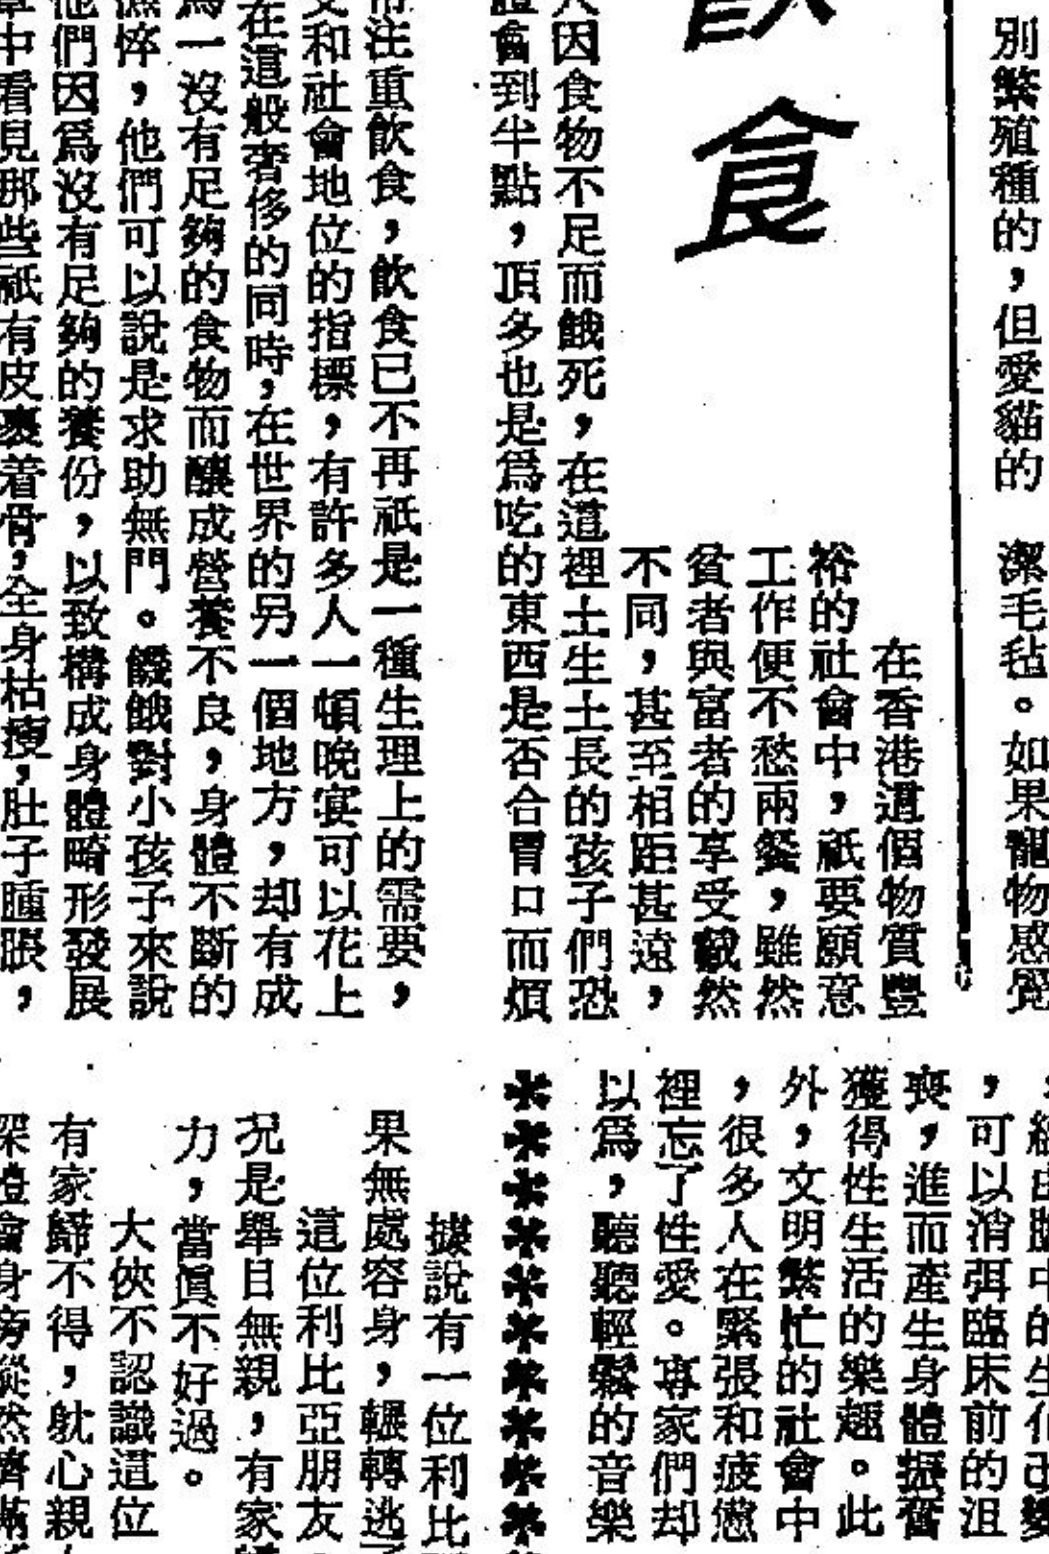 別繁殖種的，但愛貓的
潔毛毡。如果寵物感覺
飲食
在香港這個物質豐
裕的社會中，祇要願意
工作便不愁兩餐，雖然
貧者與富者的享受截然
不同，甚至相距甚遠，
因食物不足而餓死，在這裡土生土長的孩子們恐
體會到半點，頂多也是爲吃的東西是否合胃口而煩
注重飲食，飲食已不再祇是一種生理上的需要，
和社會地位的指標，有許多人一頓晚宴可以花上
在這般奢侈的同時，在世界的另一個地方，却有成
一沒有足夠的食物而釀成營養不良，身體不斷的
憔悴，他們可以說是求助無門。饑餓對小孩子來說
他們因爲沒有足夠的養份，以致構成身體畸形發展
中看見那些祇有皮裹着骨，全身枯瘦，肚子腫脹，
，可以消弭臨床前的沮
喪，進而產生身體振奮
獲得性生活的樂趣。此
外，文明繁忙的社會中
，很多人在緊張和疲憊
裡忘了性愛。專家們却
以爲，聽聽輕鬆的音樂
＊＊＊＊＊＊＊＊＊＊
據說有一位利比
果無處容身，輾轉逃
這位利比亞朋友
況是舉目無親，有家
力，當眞不好過。
大俠不認識這位
有家歸不得，躭心親
深體會身旁縱然擠滿